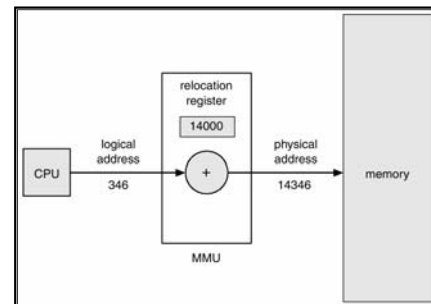 relocation
register
14000
logical
address
physical
address
CPU
+
memory
346
14346
MMU